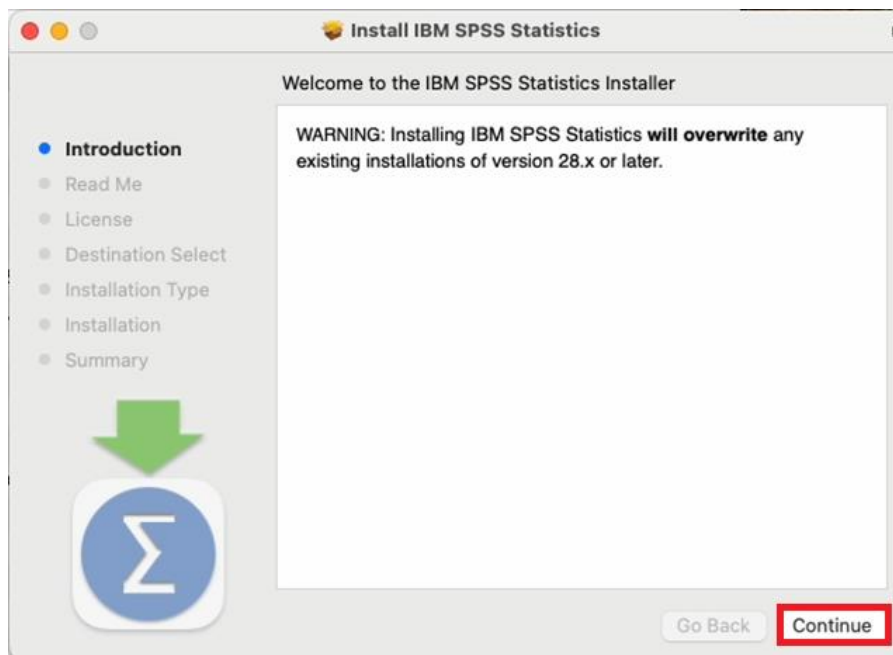 Install IBM SPSS Statistics
Welcome to the IBM SPSS Statistics Installer
WARNING: Installing IBM SPSS Statistics will overwrite any
existing installations of version 28.x or later.
Introduction
Read Me
License
Destination Select
Installation Type
Installation
Summary
Σ
Go Back
Continue